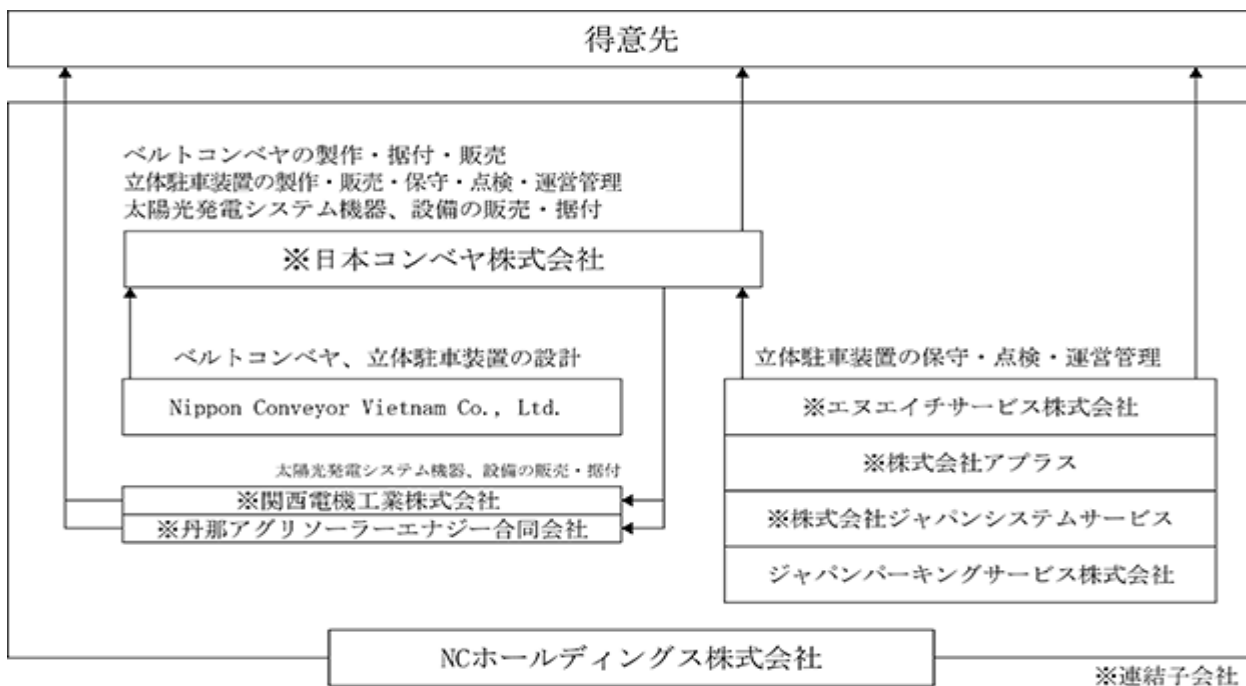 得意先
ベルトコンベヤの製作・据付・販売
立体駐車装置の製作・販売・保守・点検・運営管理
太陽光発電システム機器、設備の販売・据付
※日本コンベヤ株式会社
ベルトコンベヤ、立体駐車装置の設計
Nippon Conveyor Vietnam Co., Ltd.
太陽光発電システム機器、設備の販売・据付
※関西電機工業株式会社
※丹那アグリソーラーエナジー合同会社
立体駐車装置の保守・点検・運営管理
※エヌエイチサービス株式会社
※株式会社アプラス
※株式会社ジャパンシステムサービス
ジャパンパーキングサービス株式会社
NCホールディングス株式会社
※連結子会社